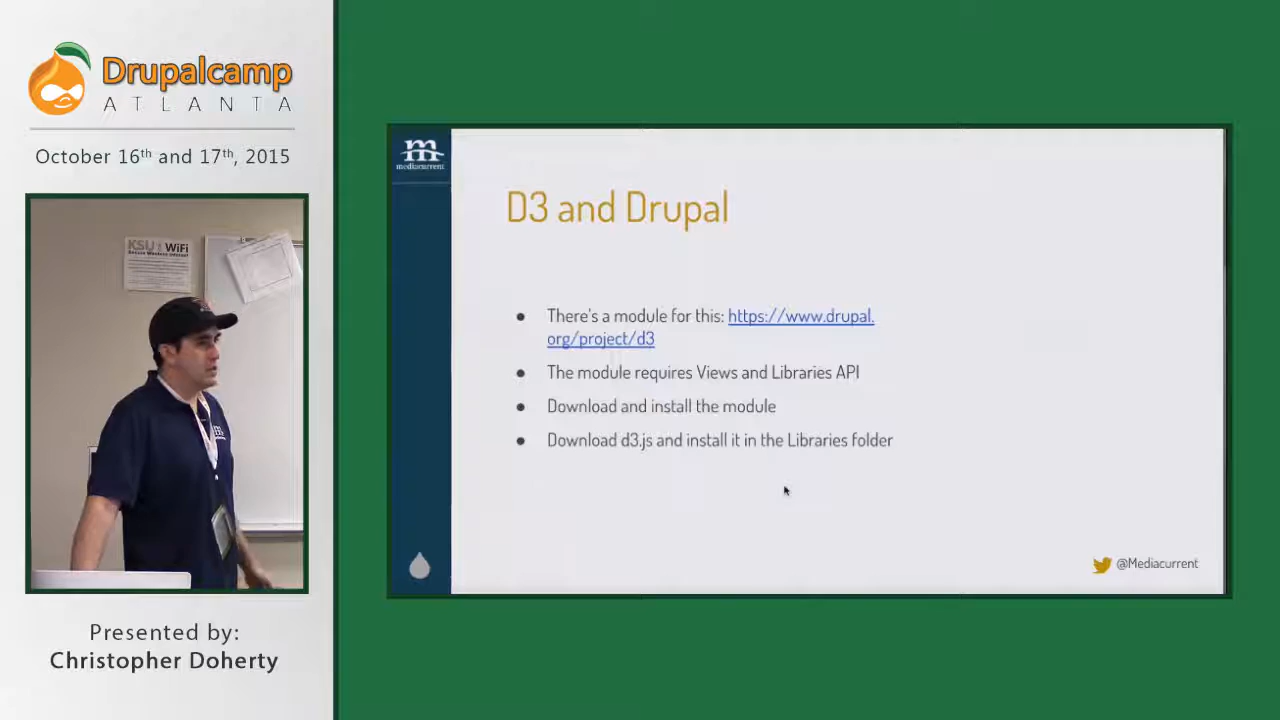 Drupalcamp
ATLANTA
October 16th and 17th, 2015
KSU WiFi
Presented by:
Christopher Doherty
m
mediacurrent
D3 and Drupal
● There's a module for this: https://www.drupal.
org/project/d3
● The module requires Views and Libraries API
● Download and install the module
● Download d3.js and install it in the Libraries folder
@Mediacurrent